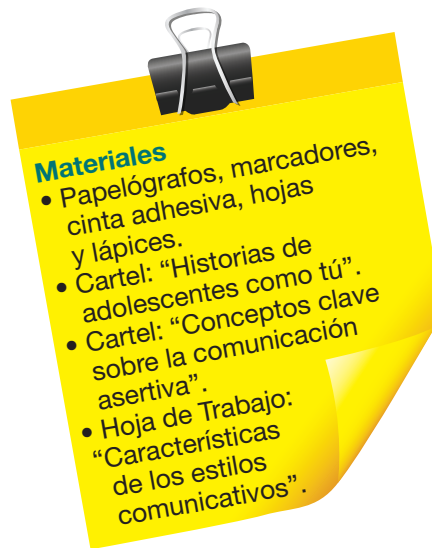 Materiales
• Papelógrafos, marcadores,
cinta adhesiva, hojas
y lápices.
• Cartel: “Historias de
adolescentes como tú”.
• Cartel: “Conceptos clave
sobre la comunicación
asertiva”.
• Hoja de Trabajo:
“Características
de los estilos
comunicativos”.